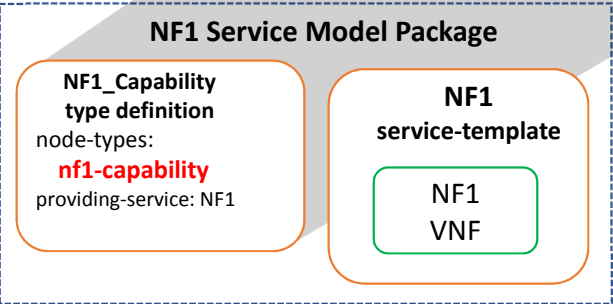 NF1 Service Model Package
NF1_Capability
type definition
node-types:
nf1-capability
providing-service: NF1
NF1
service-template
NF1
VNF